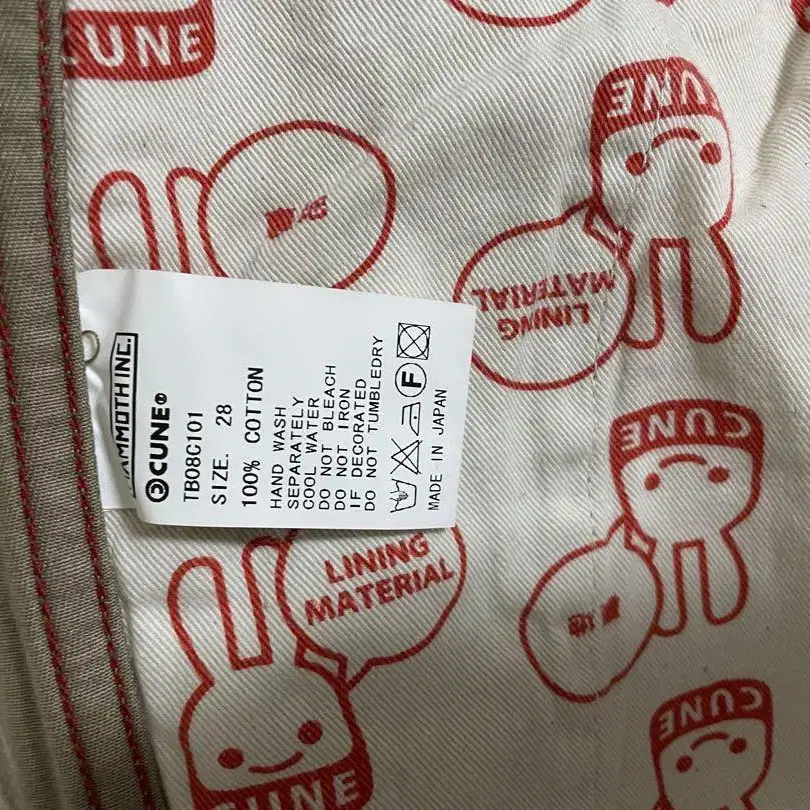 CUNE
CUNE
LINING
MATERIAL
MAMMOTH INC.
CUNE®
TB08C101
SIZE. 28
100% COTTON
HAND WASH
SEPARATELY
COOL WATER
DO NOT BLEACH
DO NOT IRON
IF DECORATED
DO NOT TUMBLEDRY
F
MADE IN JAPAN
CUNE
LINING
MATERIAL
CUNE
CUNE